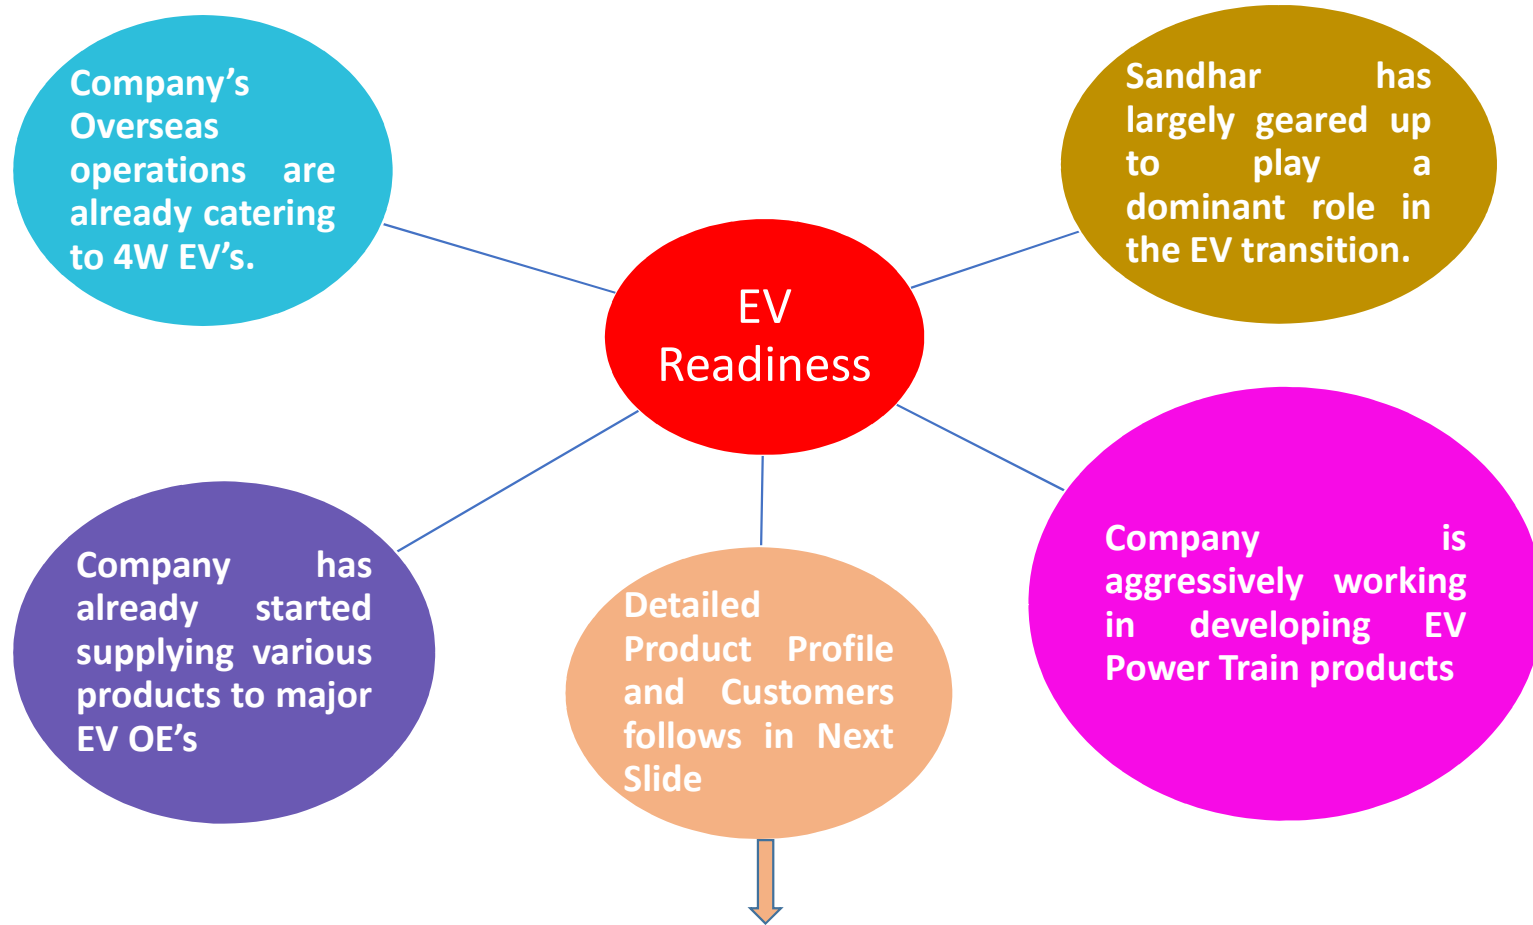 Company’s
Overseas
operations are
already catering
to 4W EV’s.
Sandhar has
largely geared up
to play a
dominant role in
the EV transition.
EV
Readiness
Company has
already started
supplying various
products to major
EV OE’s
Detailed
Product Profile
and Customers
follows in Next
Slide
Company is
aggressively working
in developing EV
Power Train products